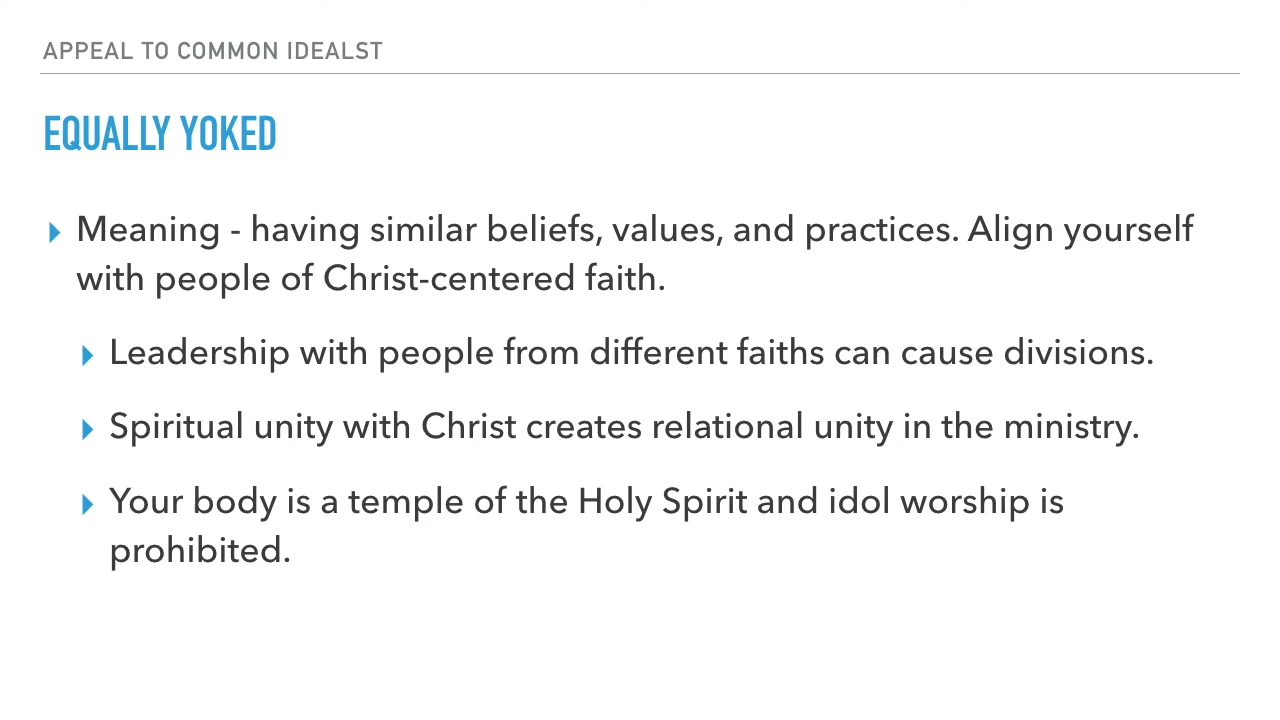 APPEAL TO COMMON IDEALST
EQUALLY YOKED
Meaning - having similar beliefs, values, and practices. Align yourself
with people of Christ-centered faith.
Leadership with people from different faiths can cause divisions.
Spiritual unity with Christ creates relational unity in the ministry.
Your body is a temple of the Holy Spirit and idol worship is
prohibited.